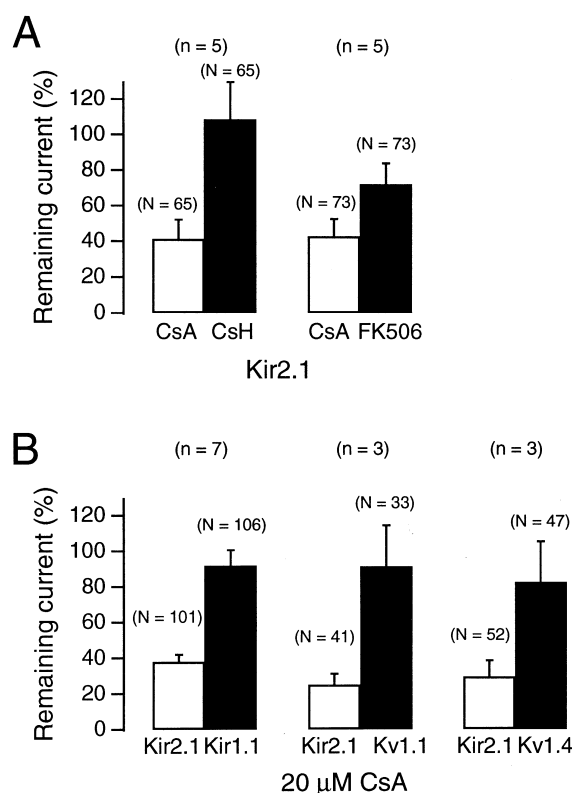 A
(n = 5) (n = 5)
(N = 65)
(N = 73)
(N = 65) (N = 73)
Remaining current (%)
120
100
80
60
40
20
0
CsA CsH CsA FK506
Kir2.1
B
(n = 7) (n = 3) (n = 3)
(N = 106) (N = 33) (N = 47)
(N = 101) (N = 41) (N = 52)
Remaining current (%)
120
100
80
60
40
20
0
Kir2.1 Kir1.1 Kir2.1 Kv1.1 Kir2.1 Kv1.4
20 μM CsA